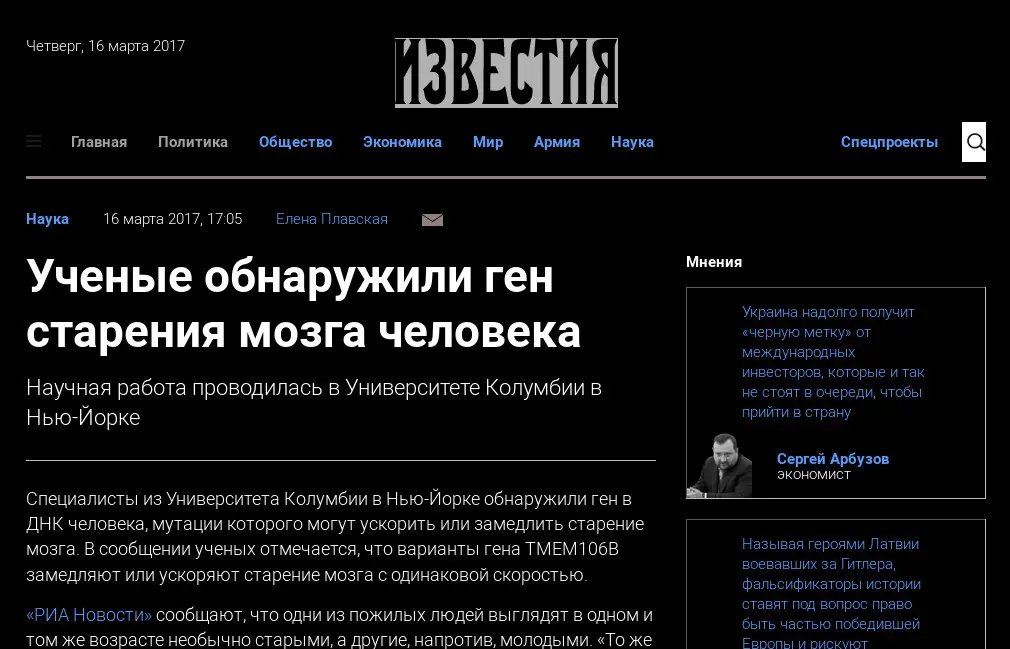 Четверг, 16 марта 2017
ИЗВЕСТИЯ
Главная Политика Общество Экономика Мир Армия Наука Спецпроекты
Наука 16 марта 2017, 17:05 Елена Плавская
Ученые обнаружили ген
старения мозга человека
Научная работа проводилась в Университете Колумбии в
Нью-Йорке
Специалисты из Университета Колумбии в Нью-Йорке обнаружили ген в
ДНК человека, мутации которого могут ускорить или замедлить старение
мозга. В сообщении ученых отмечается, что варианты гена TMEM106B
замедляют или ускоряют старение мозга с одинаковой скоростью.
«РИА Новости» сообщают, что одни из пожилых людей выглядят в одном и
том же возрасте необычно старыми, а другие, напротив, молодыми. «То же
Мнения
Украина надолго получит
«черную метку» от
международных
инвесторов, которые и так
не стоят в очереди, чтобы
прийти в страну
Сергей Арбузов
экономист
Называя героями Латвии
воевавших за Гитлера,
фальсификаторы истории
ставят под вопрос право
быть частью победившей
Европы и рискуют